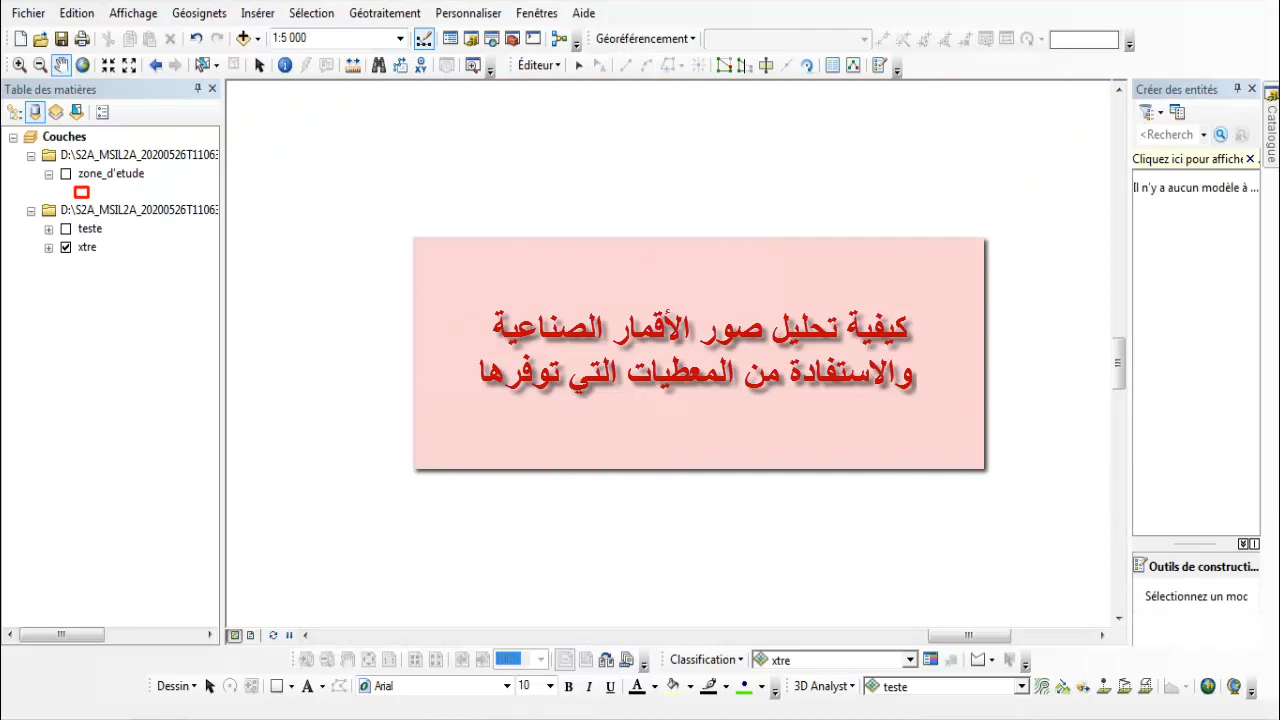 Fichier Edition Affichage Géosignets Insérer Sélection Géotraitement Personnaliser Fenêtres Aide
1:5 000 Géoréférencement
Éditeur
Table des matières
Couches
D:\S2A_MSIL2A_20200526T1106
zone_d'etude
D:\S2A_MSIL2A_20200526T1106
teste
xtre
كيفية تحليل صور الأقمار الصناعية
والاستفادة من المعطيات التي توفرها
Créer des entités
<Recherch
Cliquez ici pour affiche
Il n'y a aucun modèle à ...
Outils de constructi...
Sélectionnez un moc
Catalogue
Classification xtre
Dessin Arial 10 3D Analyst teste